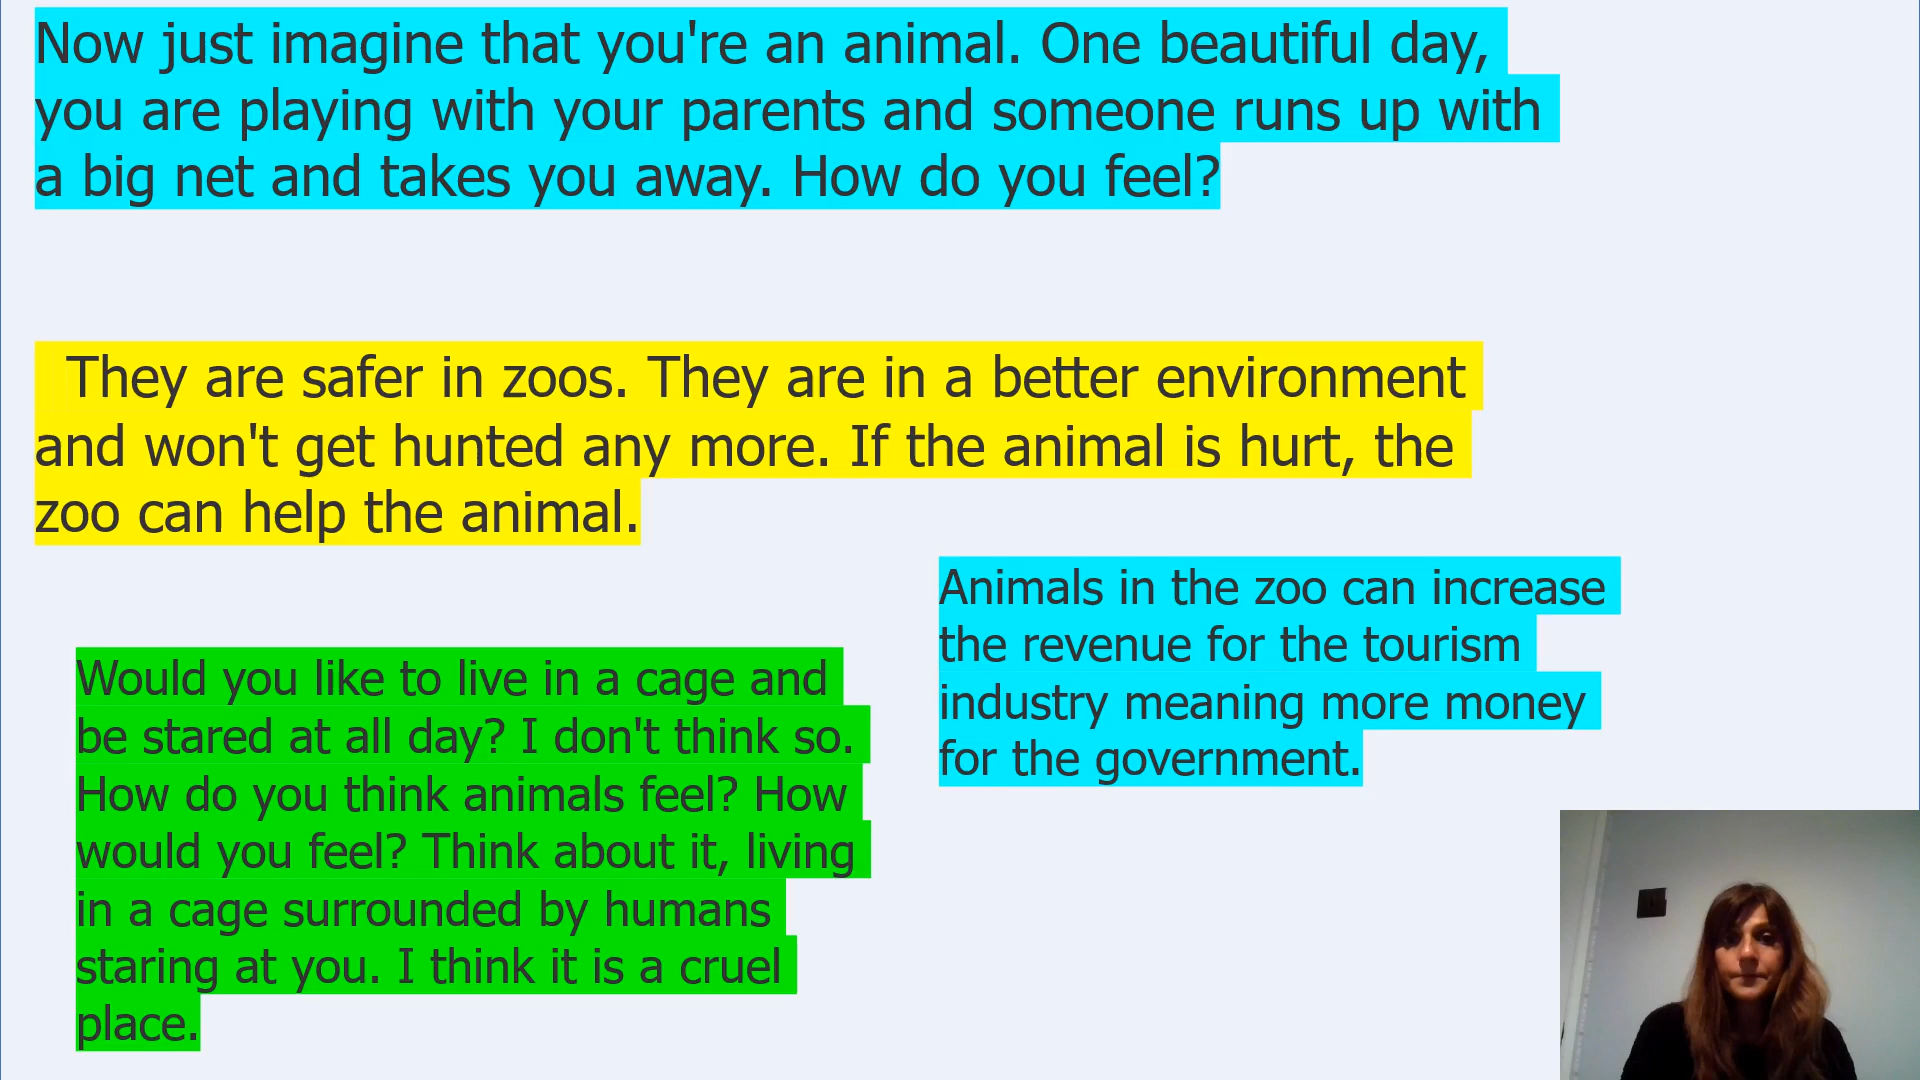 Now just imagine that you're an animal. One beautiful day,
you are playing with your parents and someone runs up with
a big net and takes you away. How do you feel?
They are safer in zoos. They are in a better environment
and won't get hunted any more. If the animal is hurt, the
zoo can help the animal.
Animals in the zoo can increase
the revenue for the tourism
industry meaning more money
for the government.
Would you like to live in a cage and
be stared at all day? I don't think so.
How do you think animals feel? How
would you feel? Think about it, living
in a cage surrounded by humans
staring at you. I think it is a cruel
place.